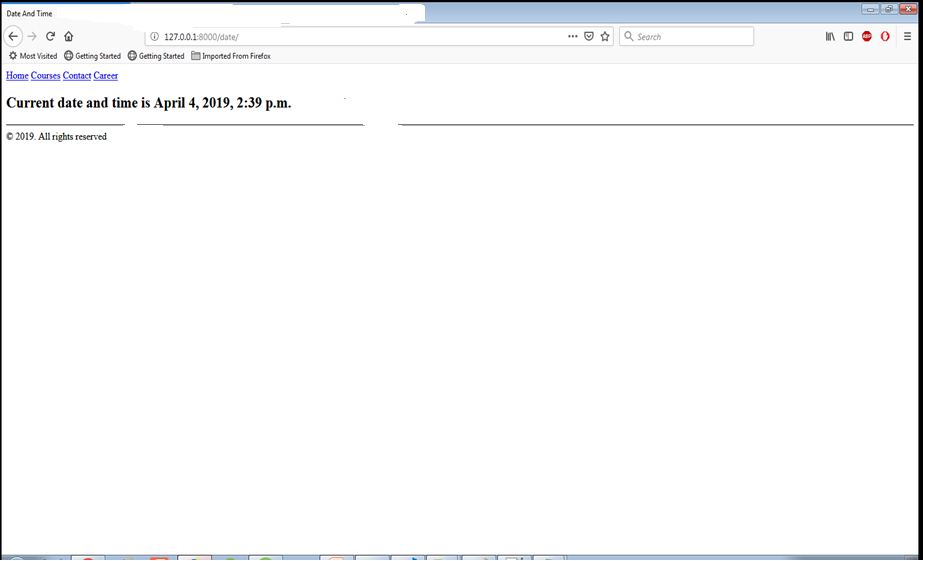 Date And Time
127.0.0.1:8000/date/
Search
ABP
Most Visited Getting Started Getting Started Imported From Firefox
Home Courses Contact Career
Current date and time is April 4, 2019, 2:39 p.m.
© 2019. All rights reserved